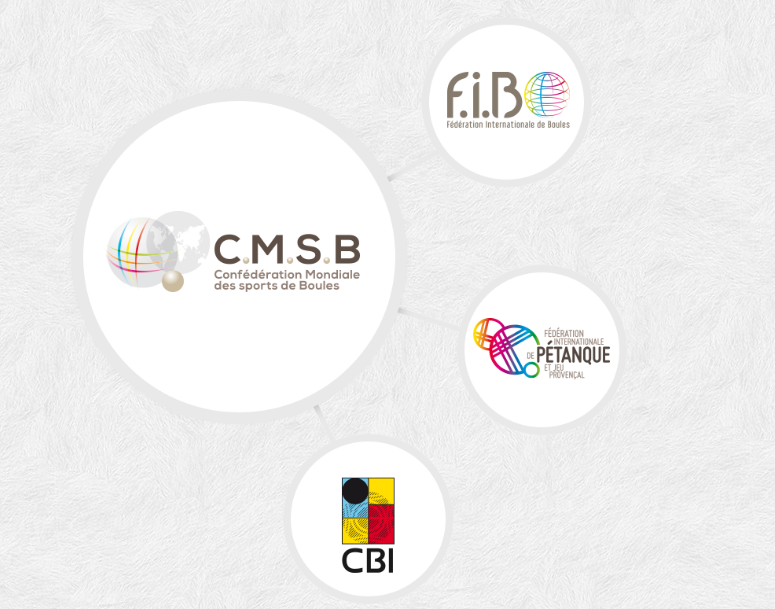 F.i.B
Fédération Internationale de Boules
C.M.S.B
Confédération Mondiale
des sports de Boules
FÉDÉRATION
INTERNATIONALE
DE PÉTANQUE
ET JEU
PROVENÇAL
CBI